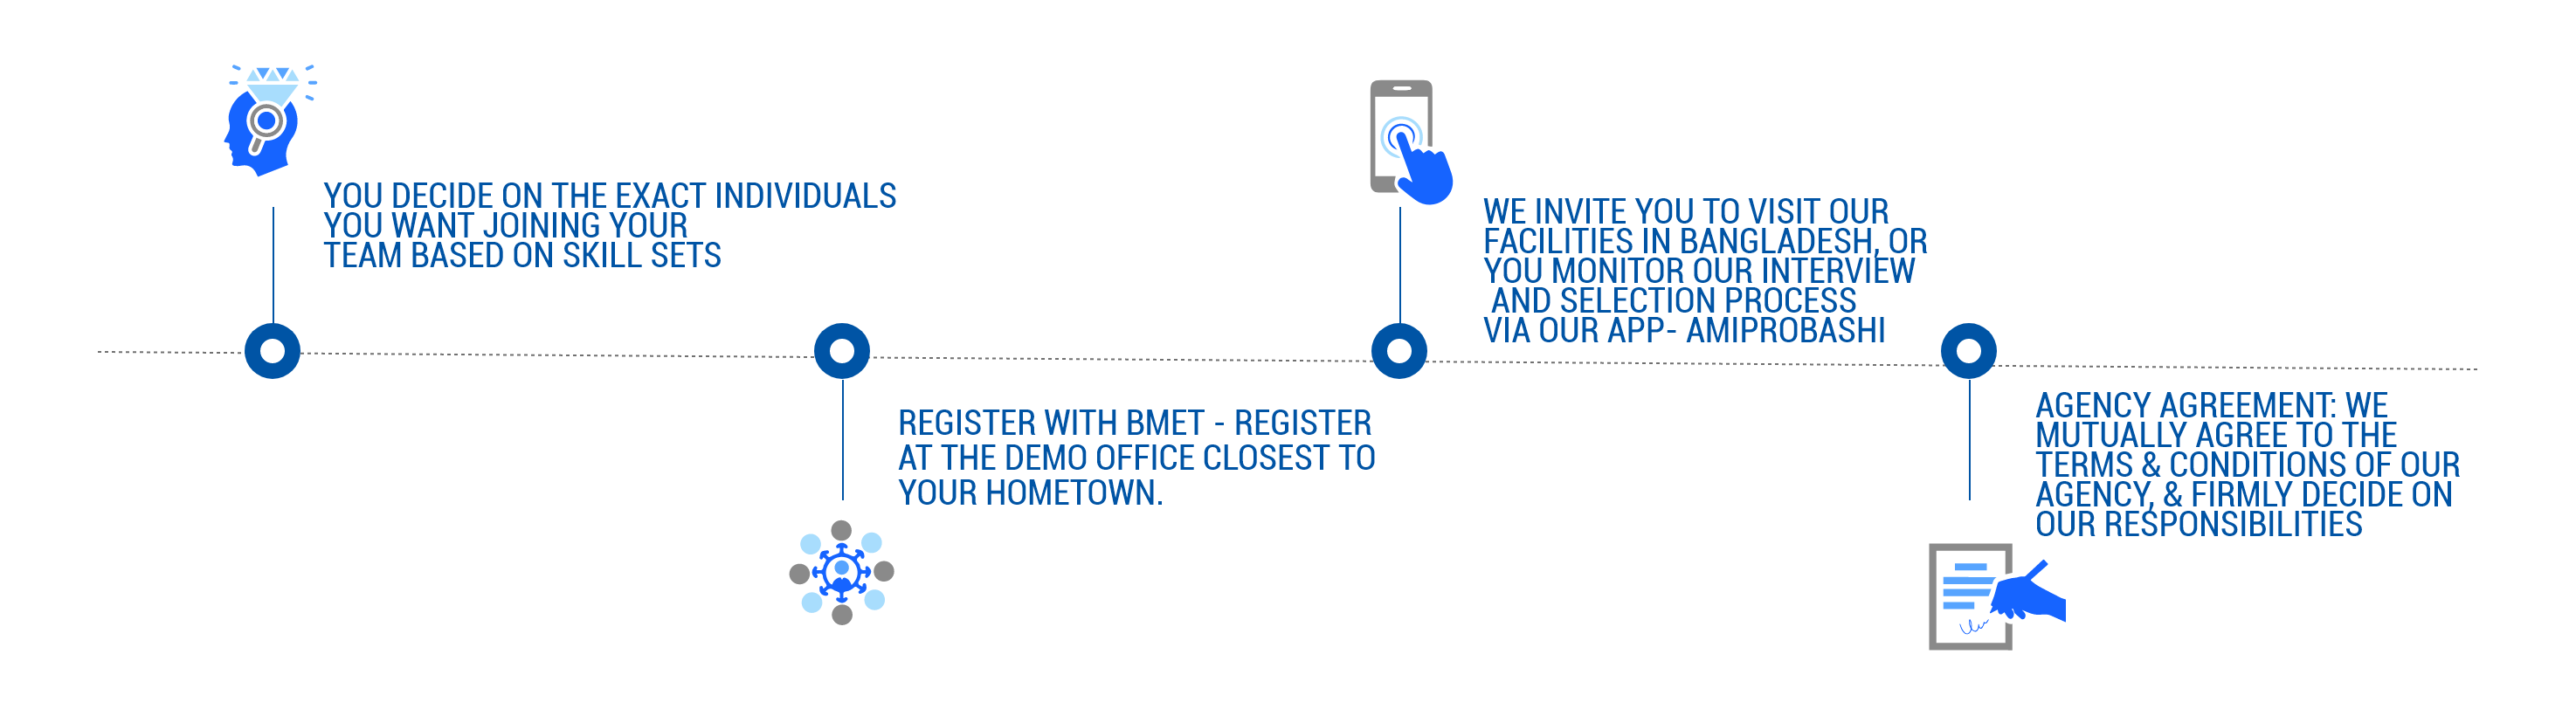 YOU DECIDE ON THE EXACT INDIVIDUALS
YOU WANT JOINING YOUR
TEAM BASED ON SKILL SETS
REGISTER WITH BMET - REGISTER
AT THE DEMO OFFICE CLOSEST TO
YOUR HOMETOWN.
WE INVITE YOU TO VISIT OUR
FACILITIES IN BANGLADESH, OR
YOU MONITOR OUR INTERVIEW
AND SELECTION PROCESS
VIA OUR APP- AMIPROBASHI
AGENCY AGREEMENT: WE
MUTUALLY AGREE TO THE
TERMS & CONDITIONS OF OUR
AGENCY, & FIRMLY DECIDE ON
OUR RESPONSIBILITIES